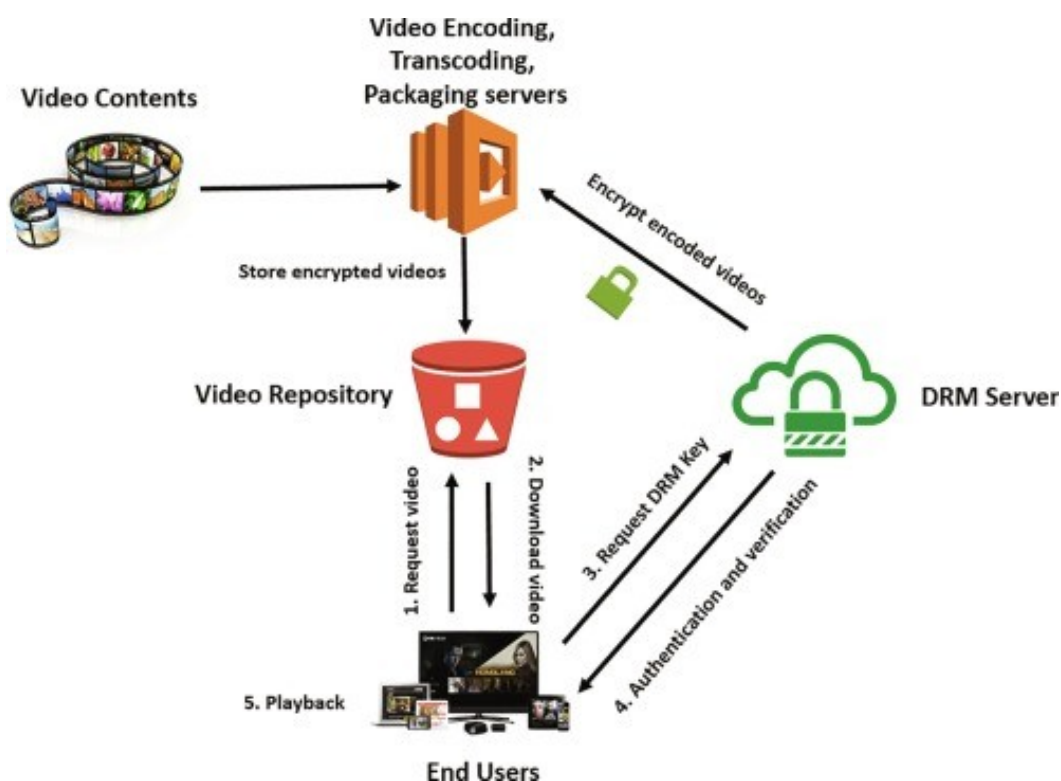 Video Encoding,
Transcoding,
Packaging servers
Video Contents
Encrypt encoded videos
Store encrypted videos
Video Repository
DRM Server
1. Request video
2. Download video
3. Request DRM Key
4. Authentication and verification
5. Playback
End Users